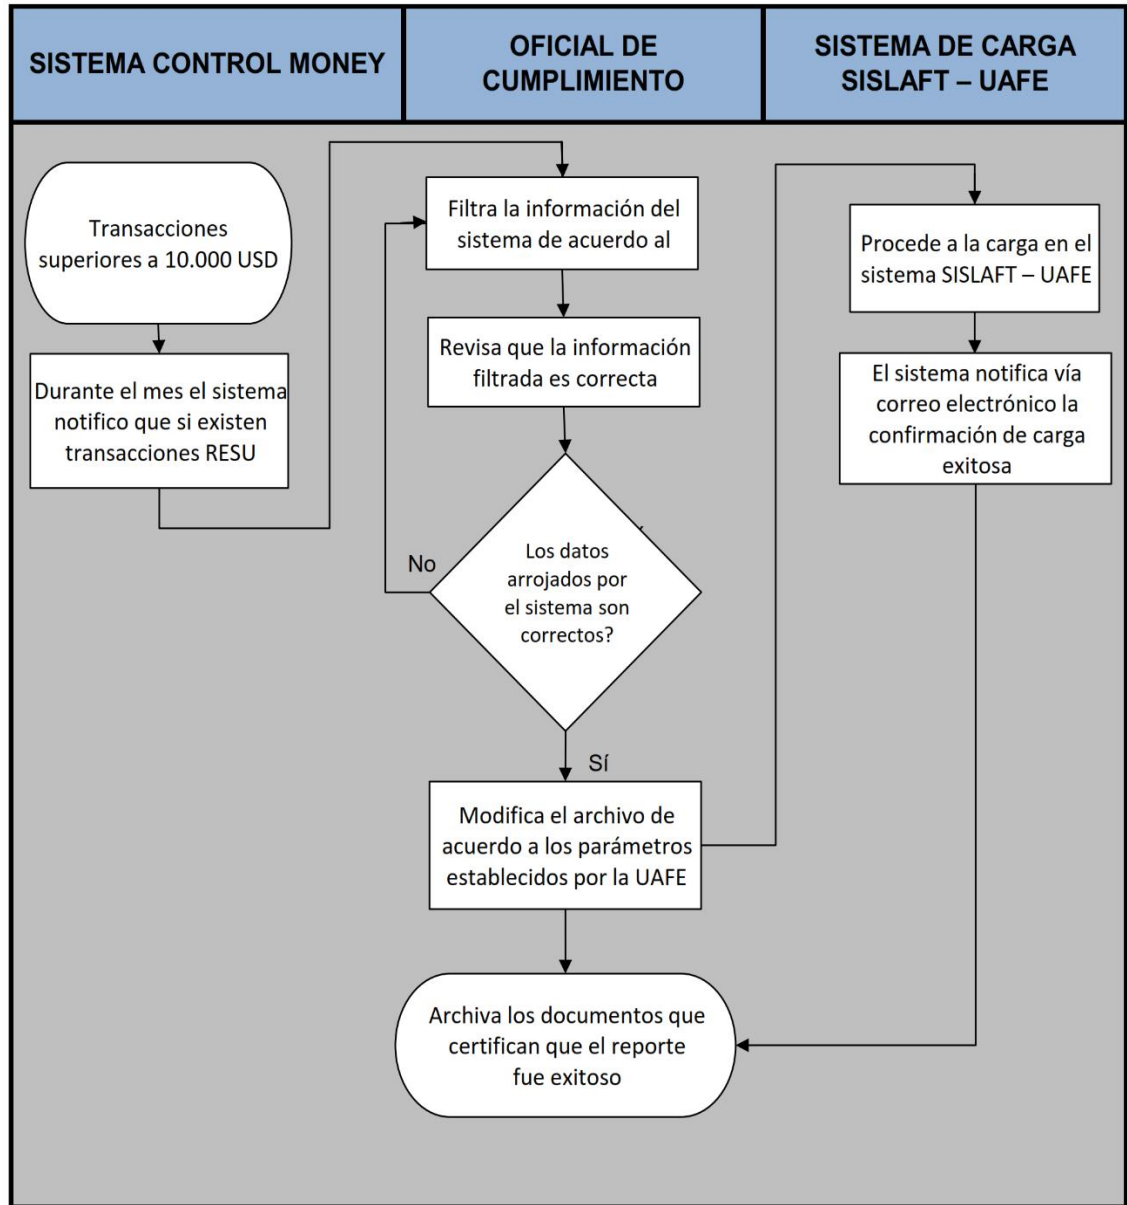 SISTEMA CONTROL MONEY
OFICIAL DE
CUMPLIMIENTO
SISTEMA DE CARGA
SISLAFT – UAFE
Transacciones
superiores a 10.000 USD
Durante el mes el sistema
notifico que si existen
transacciones RESU
Filtra la información del
sistema de acuerdo al
Revisa que la información
filtrada es correcta
Los datos
arrojados por
el sistema son
correctos?
No
Sí
Modifica el archivo de
acuerdo a los parámetros
establecidos por la UAFE
Archiva los documentos que
certifican que el reporte
fue exitoso
Procede a la carga en el
sistema SISLAFT – UAFE
El sistema notifica vía
correo electrónico la
confirmación de carga
exitosa